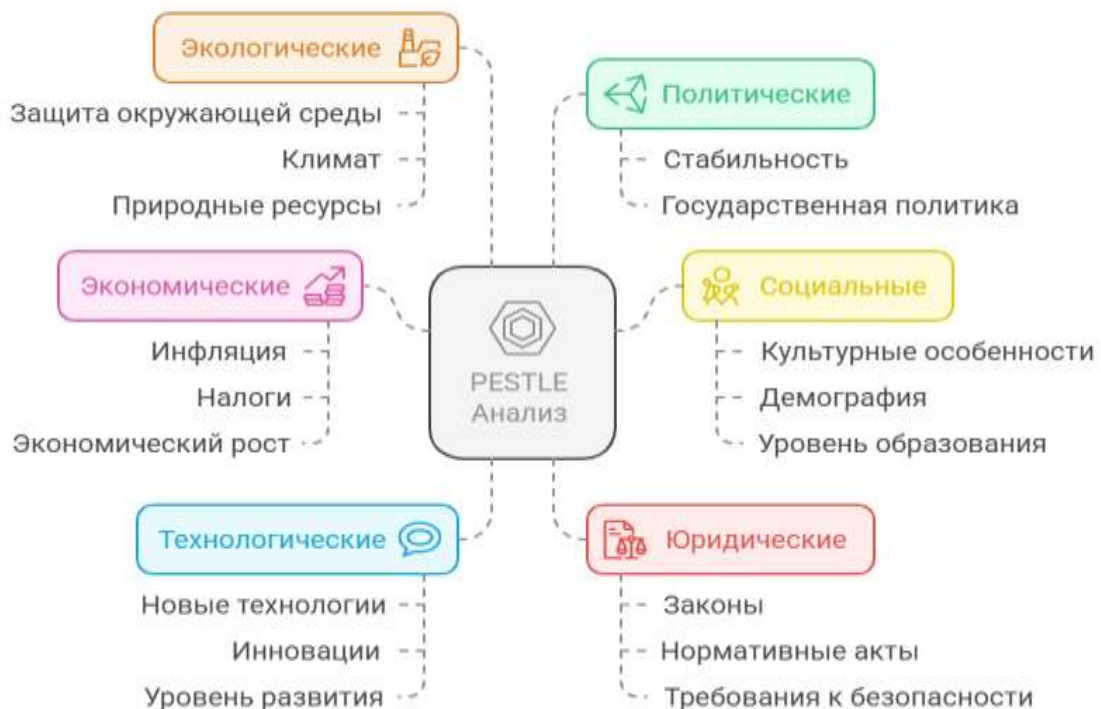 Экологические
Защита окружающей среды
Климат
Природные ресурсы
Политические
Стабильность
Государственная политика
Экономические
Инфляция
Налоги
Экономический рост
PESTLE
Анализ
Социальные
Культурные особенности
Демография
Уровень образования
Технологические
Новые технологии
Инновации
Уровень развития
Юридические
Законы
Нормативные акты
Требования к безопасности